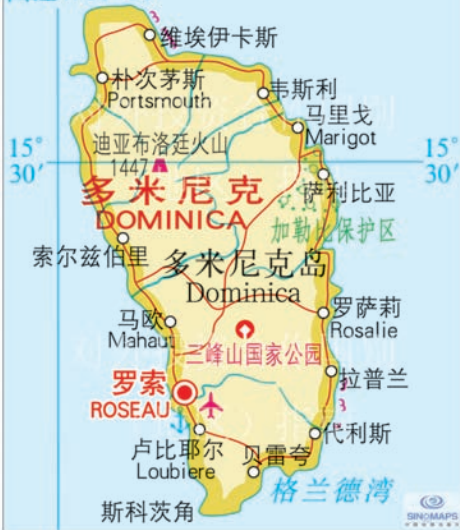 维埃伊卡斯
朴次茅斯
Portsmouth
韦斯利
马里戈
Marigot
15°
30′
迪亚布洛廷火山
1447
15°
30′
多米尼克
DOMINICA
萨利比亚
加勒比保护区
索尔兹伯里
多米尼克岛
Dominica
马欧
Mahaut
罗萨莉
Rosalie
三峰山国家公园
拉普兰
罗索
ROSEAU
卢比耶尔
Loubiere
贝雷夸
代利斯
斯科茨角
格兰德湾
SINOMAPS